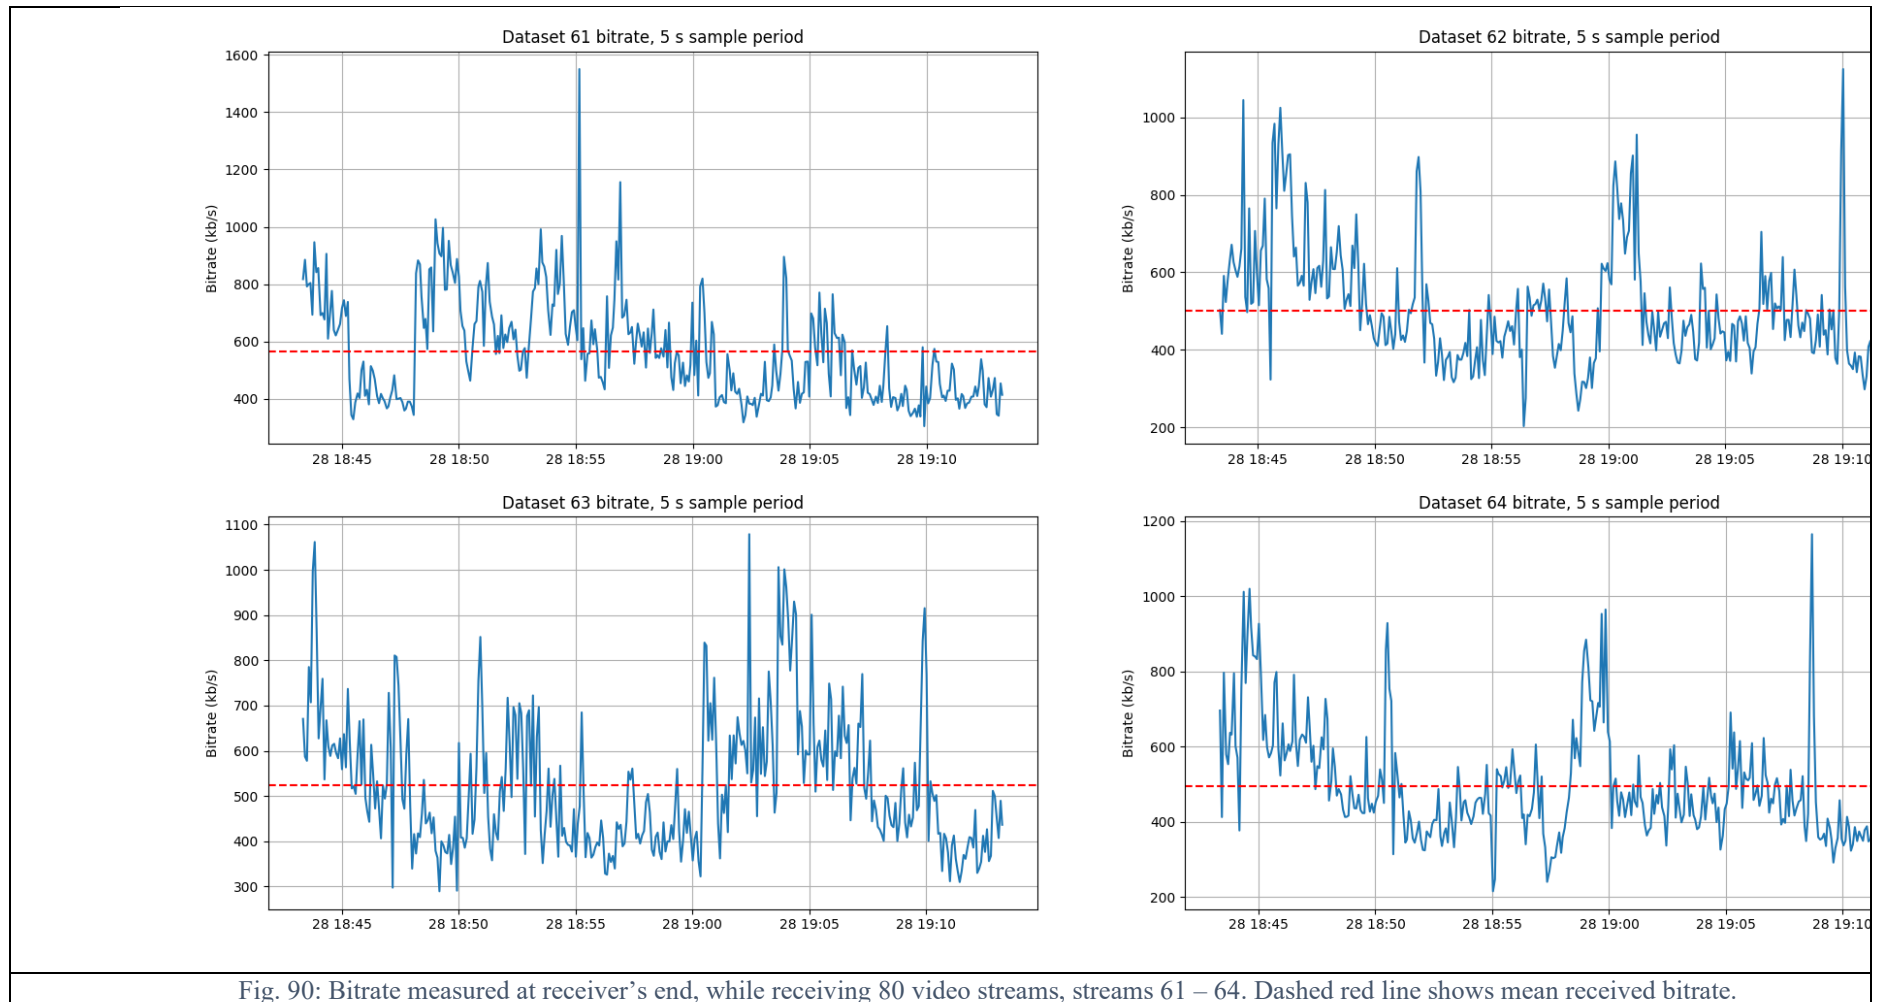 Dataset 61 bitrate, 5 s sample period
1600
1400
1200
1000
800
600
400
Bitrate (kb/s)
28 18:45 28 18:50 28 18:55 28 19:00 28 19:05 28 19:10
Dataset 62 bitrate, 5 s sample period
1000
800
600
400
200
Bitrate (kb/s)
28 18:45 28 18:50 28 18:55 28 19:00 28 19:05 28 19:10
Dataset 63 bitrate, 5 s sample period
1100
1000
900
800
700
600
500
400
300
Bitrate (kb/s)
28 18:45 28 18:50 28 18:55 28 19:00 28 19:05 28 19:10
Dataset 64 bitrate, 5 s sample period
1200
1000
800
600
400
200
Bitrate (kb/s)
28 18:45 28 18:50 28 18:55 28 19:00 28 19:05 28 19:10
Fig. 90: Bitrate measured at receiver’s end, while receiving 80 video streams, streams 61 – 64. Dashed red line shows mean received bitrate.